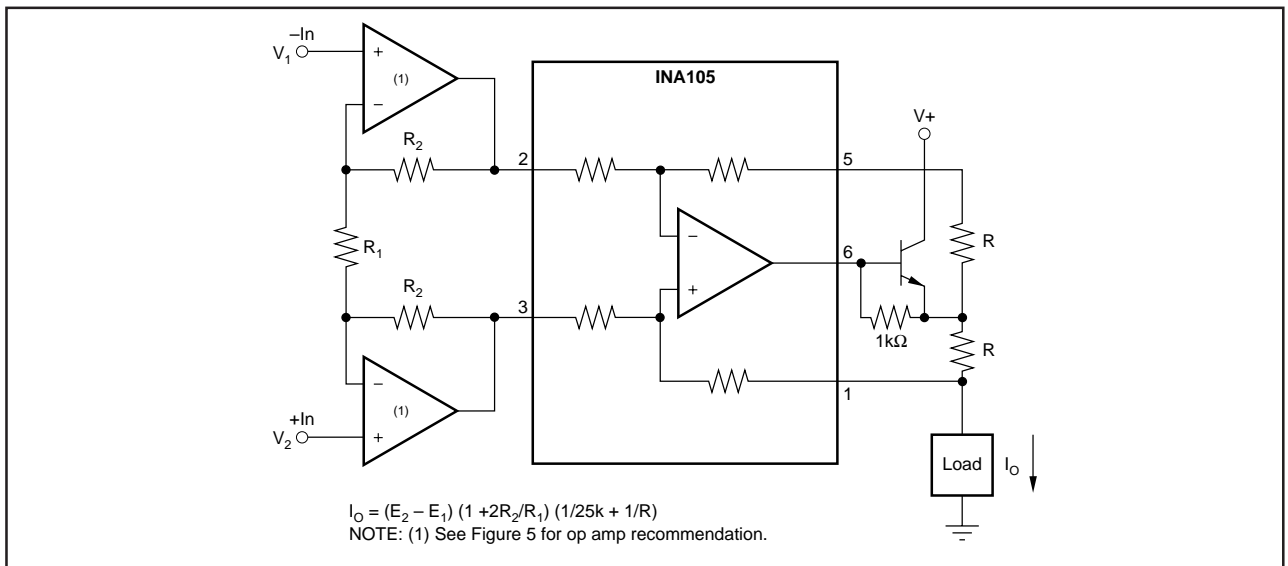 –In
V1
+
(1)
–
R2
R1
R2
–
(1)
+
+In
V2
INA105
2
5
–
+
6
3
1
V+
R
1kΩ
R
Load
IO
IO = (E2 – E1) (1 +2R2/R1) (1/25k + 1/R)
NOTE: (1) See Figure 5 for op amp recommendation.